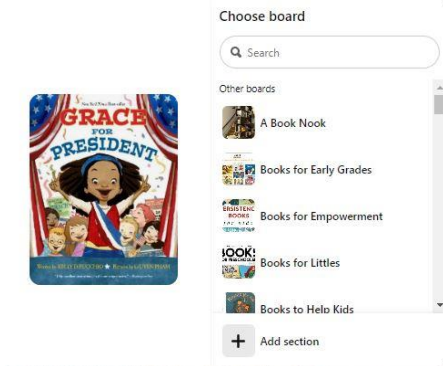 Choose board
Search
Other boards
A Book Nook
Books for Early Grades
Books for Empowerment
Books for Littles
Books to Help Kids
Add section
GRACE
FOR
PRESIDENT